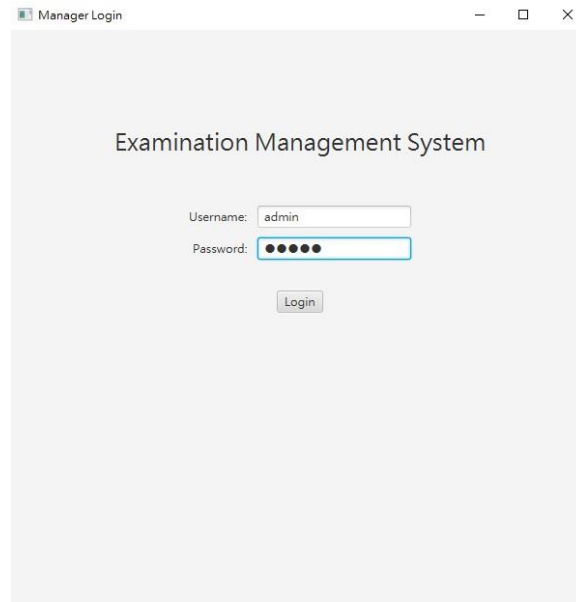 Manager Login
Examination Management System
Username: admin
Password: ●●●●●
Login